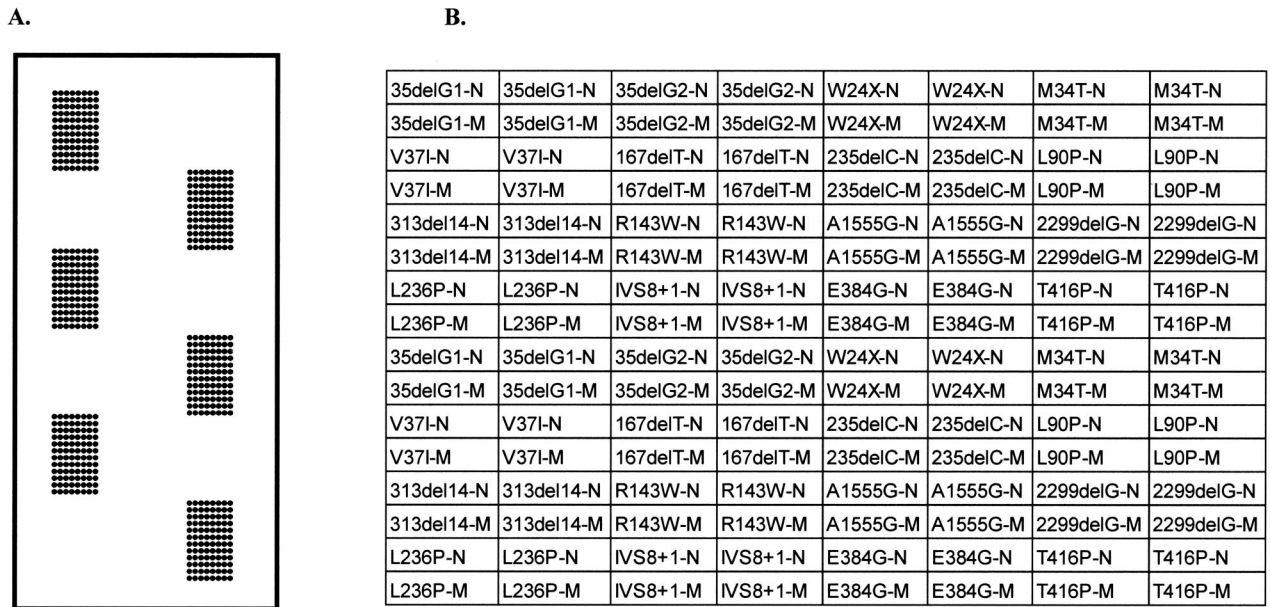 A. B.
35delG1-N 35delG1-N 35delG2-N 35delG2-N W24X-N W24X-N M34T-N M34T-N
35delG1-M 35delG1-M 35delG2-M 35delG2-M W24X-M W24X-M M34T-M M34T-M
V37I-N V37I-N 167delT-N 167delT-N 235delC-N 235delC-N L90P-N L90P-N
V37I-M V37I-M 167delT-M 167delT-M 235delC-M 235delC-M L90P-M L90P-M
313del14-N 313del14-N R143W-N R143W-N A1555G-N A1555G-N 2299delG-N 2299delG-N
313del14-M 313del14-M R143W-M R143W-M A1555G-M A1555G-M 2299delG-M 2299delG-M
L236P-N L236P-N IVS8+1-N IVS8+1-N E384G-N E384G-N T416P-N T416P-N
L236P-M L236P-M IVS8+1-M IVS8+1-M E384G-M E384G-M T416P-M T416P-M
35delG1-N 35delG1-N 35delG2-N 35delG2-N W24X-N W24X-N M34T-N M34T-N
35delG1-M 35delG1-M 35delG2-M 35delG2-M W24X-M W24X-M M34T-M M34T-M
V37I-N V37I-N 167delT-N 167delT-N 235delC-N 235delC-N L90P-N L90P-N
V37I-M V37I-M 167delT-M 167delT-M 235delC-M 235delC-M L90P-M L90P-M
313del14-N 313del14-N R143W-N R143W-N A1555G-N A1555G-N 2299delG-N 2299delG-N
313del14-M 313del14-M R143W-M R143W-M A1555G-M A1555G-M 2299delG-M 2299delG-M
L236P-N L236P-N IVS8+1-N IVS8+1-N E384G-N E384G-N T416P-N T416P-N
L236P-M L236P-M IVS8+1-M IVS8+1-M E384G-M E384G-M T416P-M T416P-M